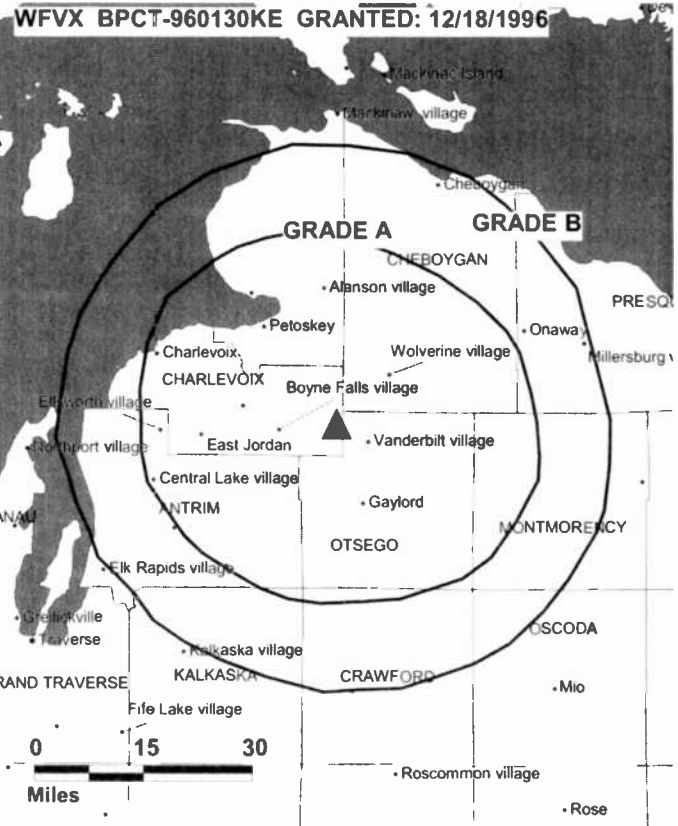 WFVX BPCT-960130KE GRANTED: 12/18/1996
Mackinac Island
Mackinaw village
Cheboygan
GRADE A
GRADE B
CHEBOYGAN
Alanson village
PRESQU
Petoskey
Onaway
Charlevoix
Wolverine village
Millersburg v
CHARLEVOIX
Boyne Falls village
Ellsworth village
East Jordan
Vanderbilt village
Northport village
Central Lake village
ANTRIM
Gaylord
ANAU
MONTMORENCY
OTSEGO
Elk Rapids village
Greilickville
Traverse
OSCODA
Kalkaska village
KALKASKA
CRAWFORD
RAND TRAVERSE
Mio
Fife Lake village
0 15 30
Miles
Roscommon village
Rose